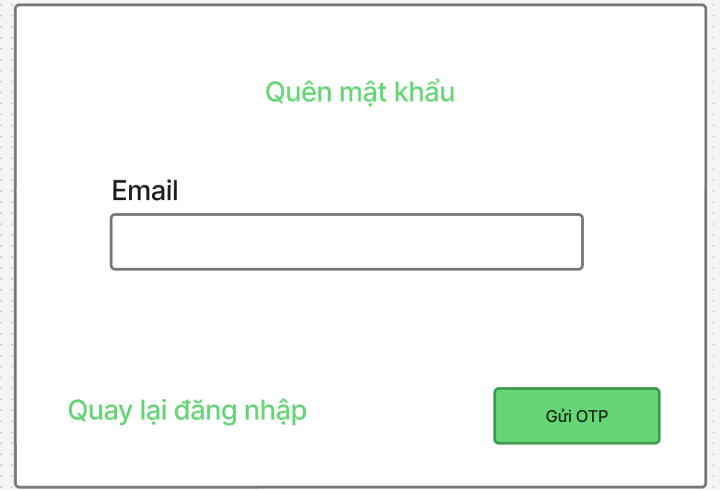 Quên mật khẩu
Email
Quay lại đăng nhập
Gửi OTP